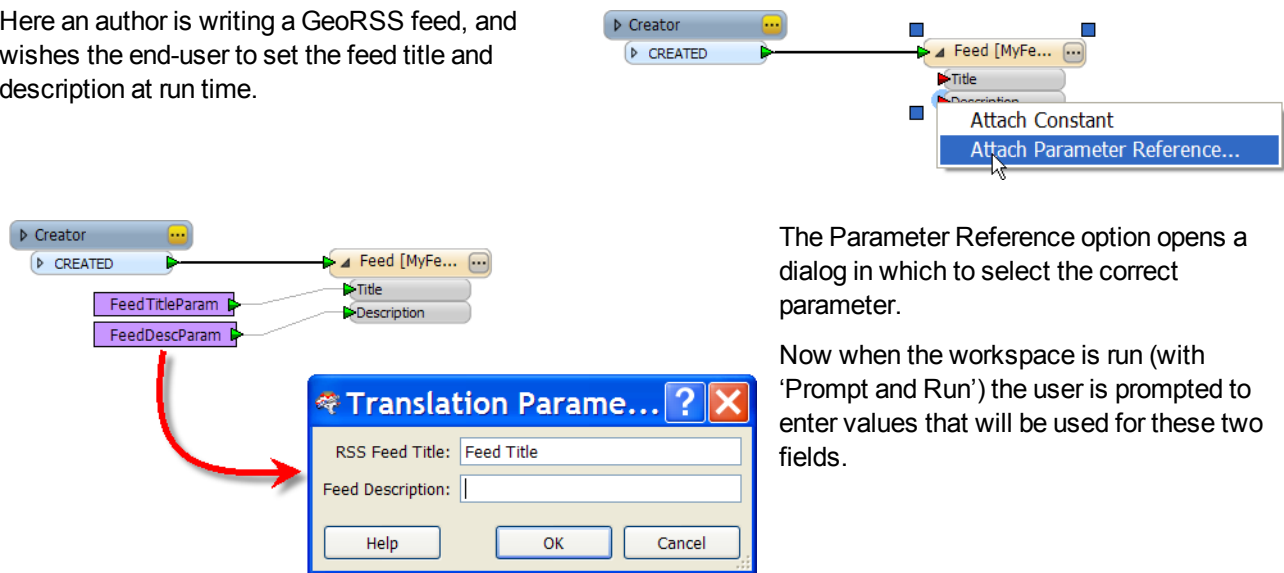 Here an author is writing a GeoRSS feed, and
wishes the end-user to set the feed title and
description at run time.
Creator
CREATED
Feed [MyFe...
Title
Description
Attach Constant
Attach Parameter Reference...
Creator
CREATED
Feed [MyFe...
Title
Description
FeedTitleParam
FeedDescParam
The Parameter Reference option opens a
dialog in which to select the correct
parameter.
Now when the workspace is run (with
‘Prompt and Run’) the user is prompted to
enter values that will be used for these two
fields.
Translation Parame...
RSS Feed Title: Feed Title
Feed Description:
Help OK Cancel